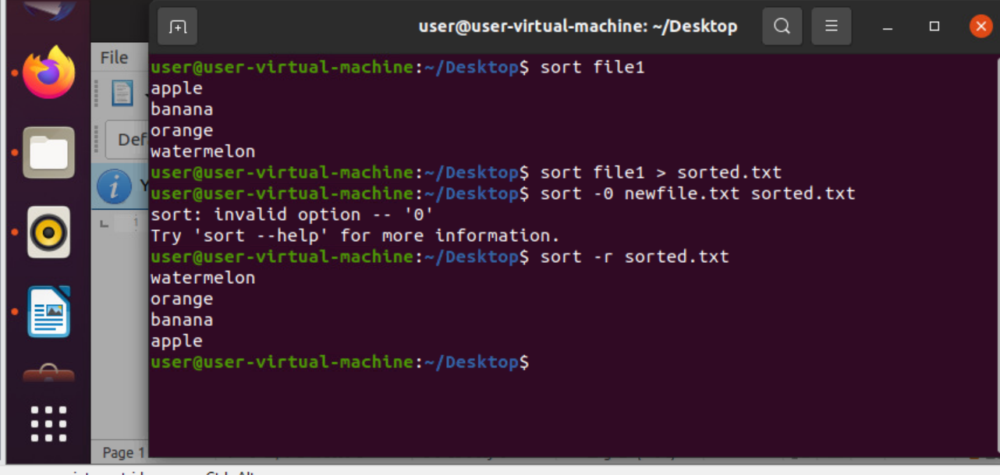 user@user-virtual-machine: ~/Desktop
File
Def
Y
1
user@user-virtual-machine:~/Desktop$ sort file1
apple
banana
orange
watermelon
user@user-virtual-machine:~/Desktop$ sort file1 > sorted.txt
user@user-virtual-machine:~/Desktop$ sort -0 newfile.txt sorted.txt
sort: invalid option -- '0'
Try 'sort --help' for more information.
user@user-virtual-machine:~/Desktop$ sort -r sorted.txt
watermelon
orange
banana
apple
user@user-virtual-machine:~/Desktop$
Page 1